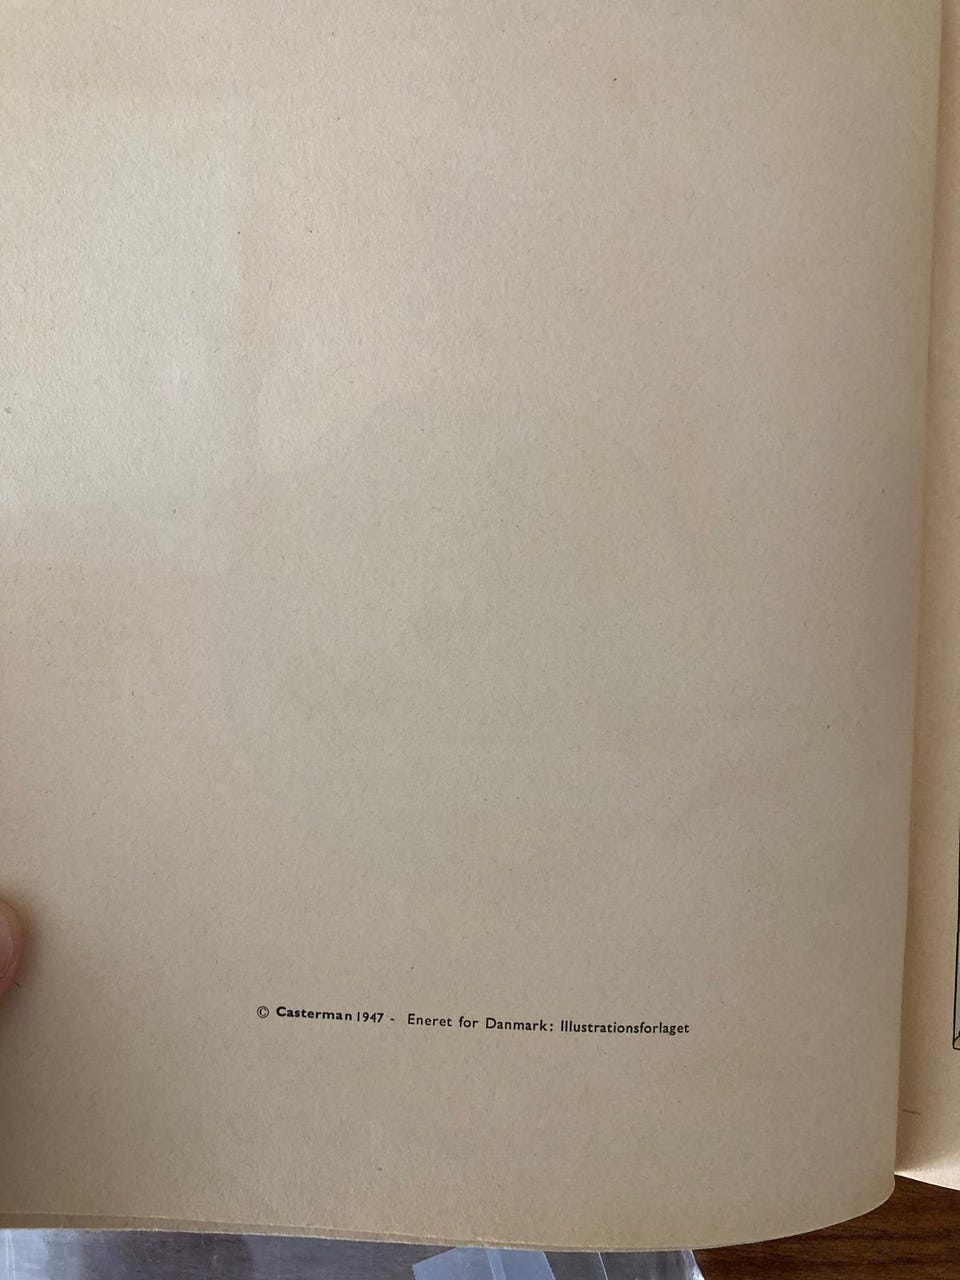 © Casterman 1947 - Eneret for Danmark: Illustrationsforlaget